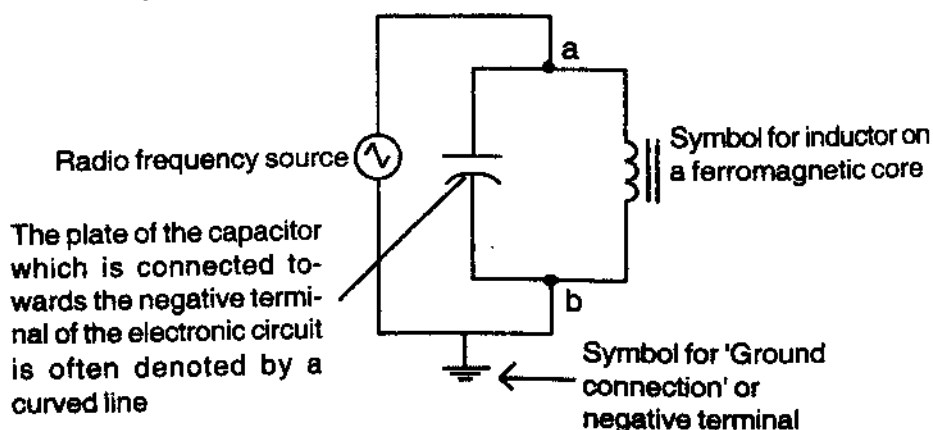 a
Symbol for inductor on
a ferromagnetic core
Radio frequency source
The plate of the capacitor
which is connected to-
wards the negative termi-
nal of the electronic circuit
is often denoted by a
curved line
b
Symbol for 'Ground
connection' or
negative terminal